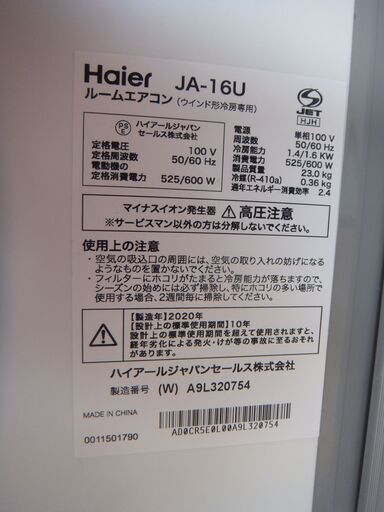 Haier JA-16U
ルームエアコン (ウインド形冷房専用)
JET
HJH
PS
E
ハイアールジャパン
セールス株式会社
定格電圧 100 V
定格周波数 50/60 Hz
電動機の
定格消費電力 525/600 W
電源 単相100 V
周波数 50/60 Hz
冷房能力 1.4/1.6 KW
消費電力 525/600 W
製品質量 23.0 kg
冷媒(R-410a) 0.36 kg
通年エネルギー消費効率 2.4
マイナスイオン発生器 高圧注意
※サービスマン以外の方は分解しないでください。
使用上の注意
・空気の吸込口の周囲には、空気の取り入れの妨げになる
ようなものを置かないでください。
・フィルターにホコリがたまると冷房能力が落ちますので、
シーズンの始めには必ず掃除し、特にホコリの多い場所で
使用する場合、2週間毎に掃除してください。
【製造年】2020年
【設計上の標準使用期間】10年
設計上の標準使用期間を超えて使用されますと、
経年劣化による発火・けが等の事故に至るおそれ
があります。
ハイアールジャパンセールス株式会社
製造番号 (W) A9L320754
MADE IN CHINA
0011501790
AD0CR5E0L00A9L320754